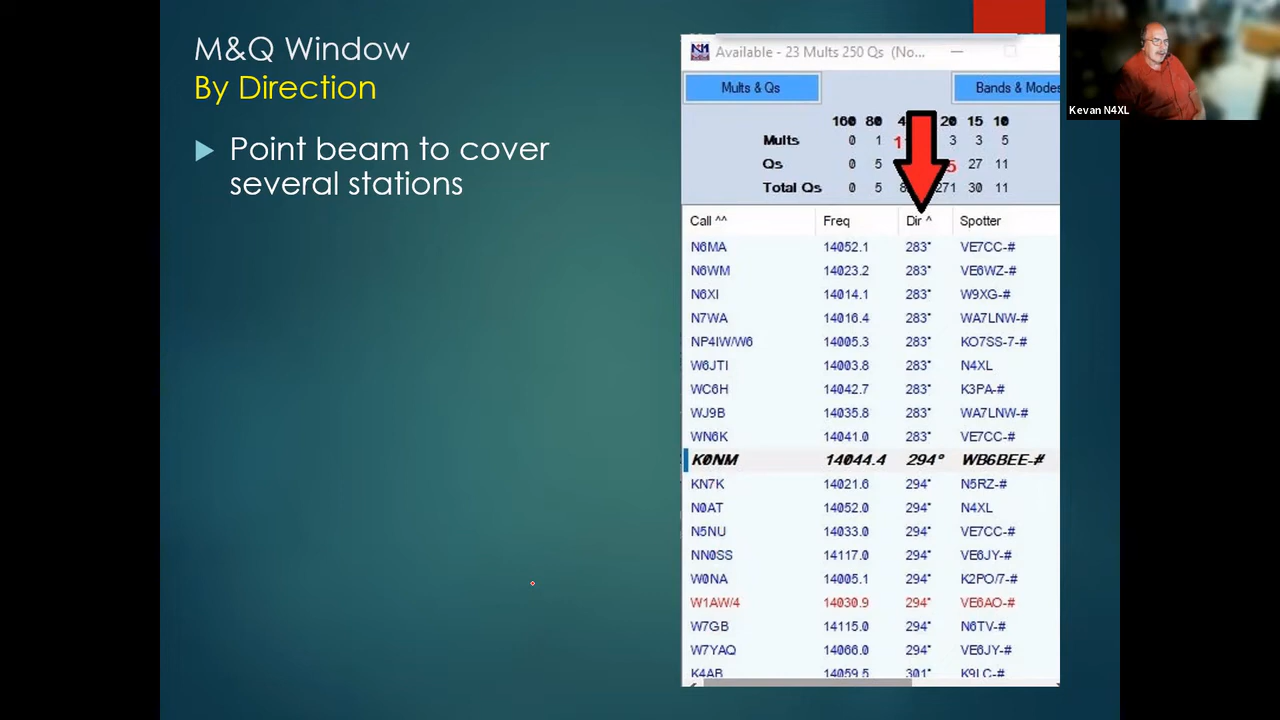 M&Q Window
By Direction
Point beam to cover
several stations
Available - 23 Mults 250 Qs (No...
Mults & Qs
Bands & Modes
160 80 20 15 10
Mults 0 1 3 3 5
Qs 0 5 27 11
Total Qs 0 5 271 30 11
Call ^^ Freq Dir ^ Spotter
N6MA 14052.1 283° VE7CC-#
N6WM 14023.2 283° VE6WZ-#
N6XI 14014.1 283° W9XG-#
N7WA 14016.4 283° WA7LNW-#
NP4IW/W6 14005.3 283° KO7SS-7-#
W6JTI 14003.8 283° N4XL
WC6H 14042.7 283° K3PA-#
WJ9B 14035.8 283° WA7LNW-#
WN6K 14041.0 283° VE7CC-#
K0NM 14044.4 294° WB6BEE-#
KN7K 14021.6 294° N5RZ-#
N0AT 14052.0 294° N4XL
N5NU 14033.0 294° VE7CC-#
NN0SS 14117.0 294° VE6JY-#
W0NA 14005.1 294° K2PO/7-#
W1AW/4 14030.9 294° VE6AO-#
W7GB 14115.0 294° N6TV-#
W7YAQ 14066.0 294° VE6JY-#
K4AB 14059.5 301° K9LC-#
Kevan N4XL